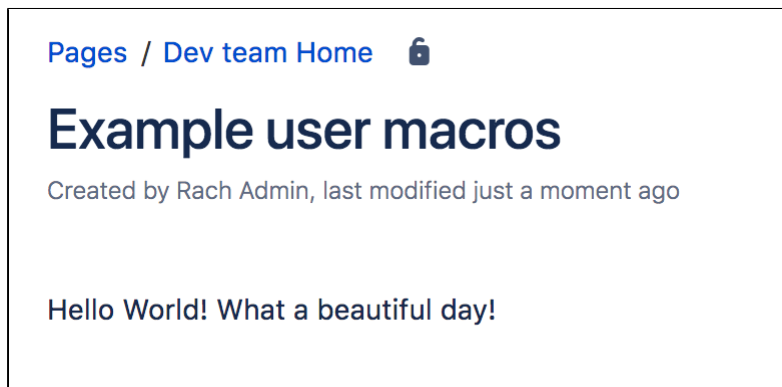 Pages / Dev team Home
Example user macros
Created by Rach Admin, last modified just a moment ago
Hello World! What a beautiful day!